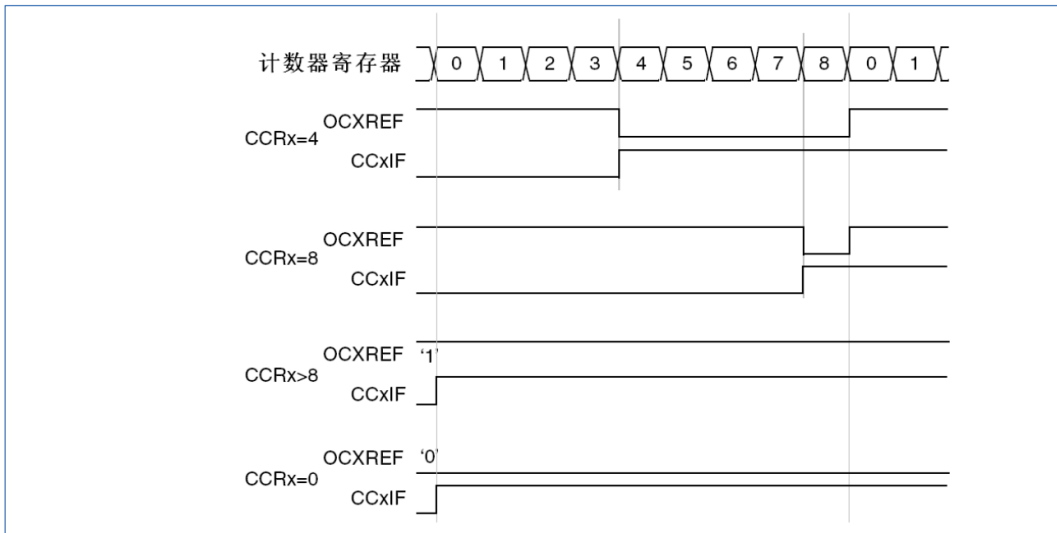 计数器寄存器 0 1 2 3 4 5 6 7 8 0 1
OCXREF
CCRx=4
CCxIF
OCXREF
CCRx=8
CCxIF
OCXREF ‘1’
CCRx>8
CCxIF
OCXREF ‘0’
CCRx=0
CCxIF